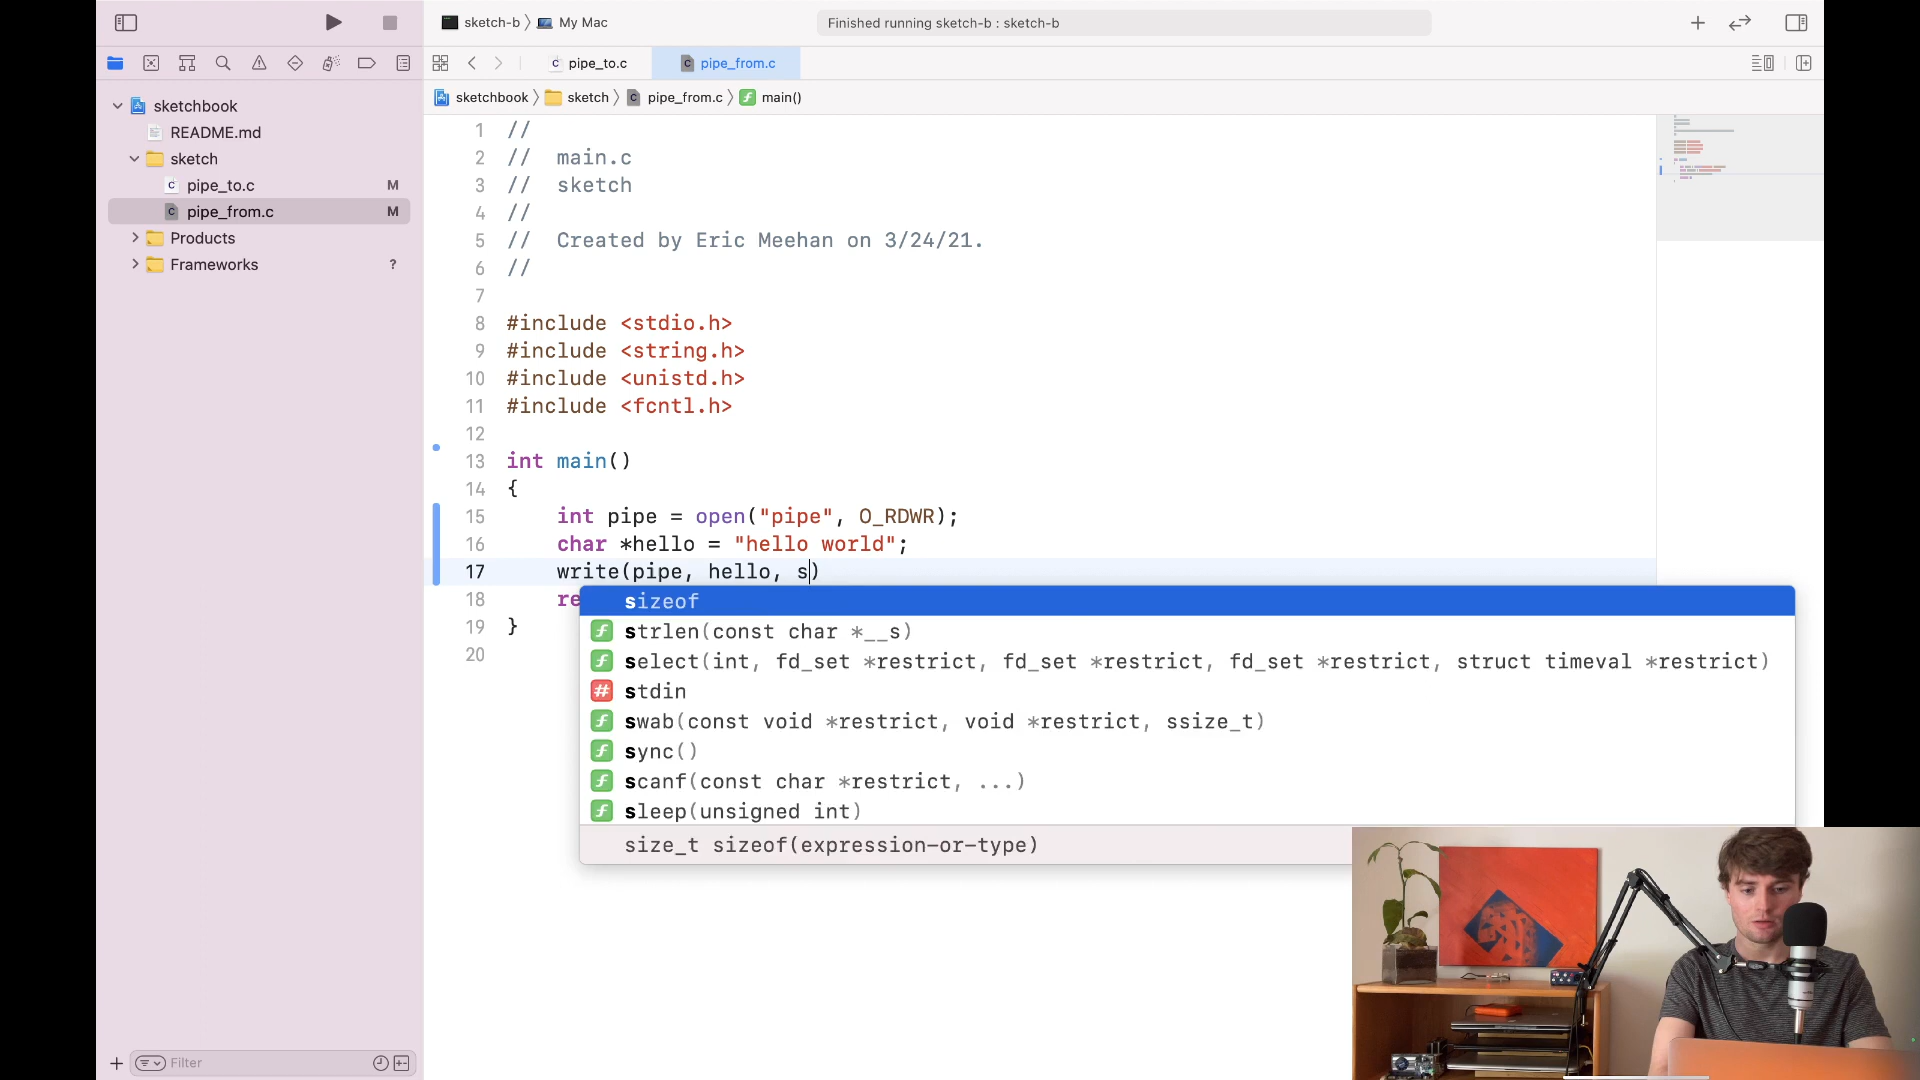 sketch-b 〉 My Mac
Finished running sketch-b : sketch-b
pipe_to.c
pipe_from.c
sketchbook 〉 sketch 〉 pipe_from.c 〉 main()
sketchbook
README.md
sketch
pipe_to.c M
pipe_from.c M
Products
Frameworks ?
Filter
1 //
2 //  main.c
3 //  sketch
4 //
5 //  Created by Eric Meehan on 3/24/21.
6 //
7
8 #include <stdio.h>
9 #include <string.h>
10 #include <unistd.h>
11 #include <fcntl.h>
12
13 int main()
14 {
15     int pipe = open("pipe", O_RDWR);
16     char *hello = "hello world";
17     write(pipe, hello, s)
18     re
19 }
20
sizeof
strlen(const char *__s)
select(int, fd_set *restrict, fd_set *restrict, fd_set *restrict, struct timeval *restrict)
stdin
swab(const void *restrict, void *restrict, ssize_t)
sync()
scanf(const char *restrict, ...)
sleep(unsigned int)
size_t sizeof(expression-or-type)